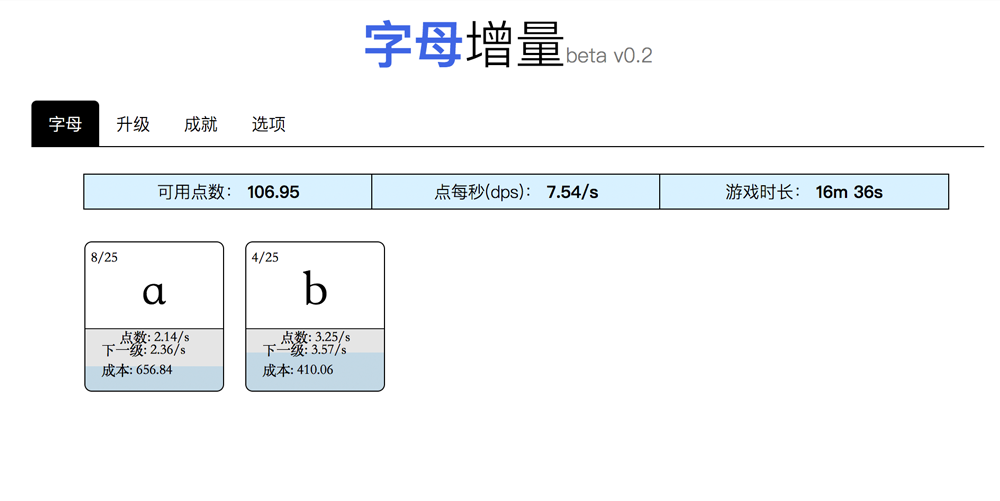 字母增量beta v0.2
字母 升级 成就 选项
可用点数： 106.95 点每秒(dps)： 7.54/s 游戏时长： 16m 36s
8/25
a
点数: 2.14/s
下一级: 2.36/s
成本: 656.84
4/25
b
点数: 3.25/s
下一级: 3.57/s
成本: 410.06